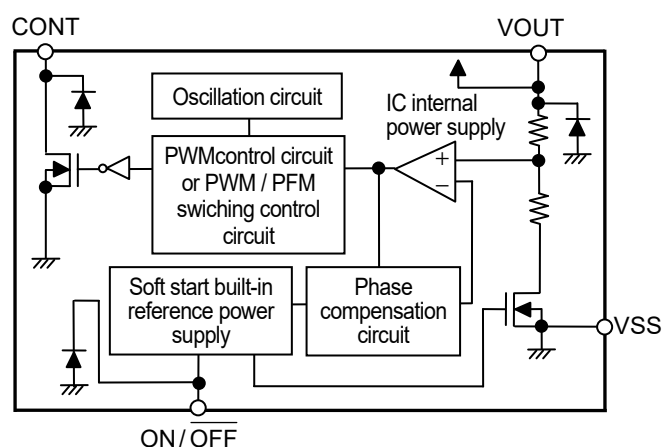 CONT
VOUT
Oscillation circuit
IC internal
power supply
PWMcontrol circuit
or PWM / PFM
swiching control
circuit
+
−
Soft start built-in
reference power
supply
Phase
compensation
circuit
VSS
ON / OFF